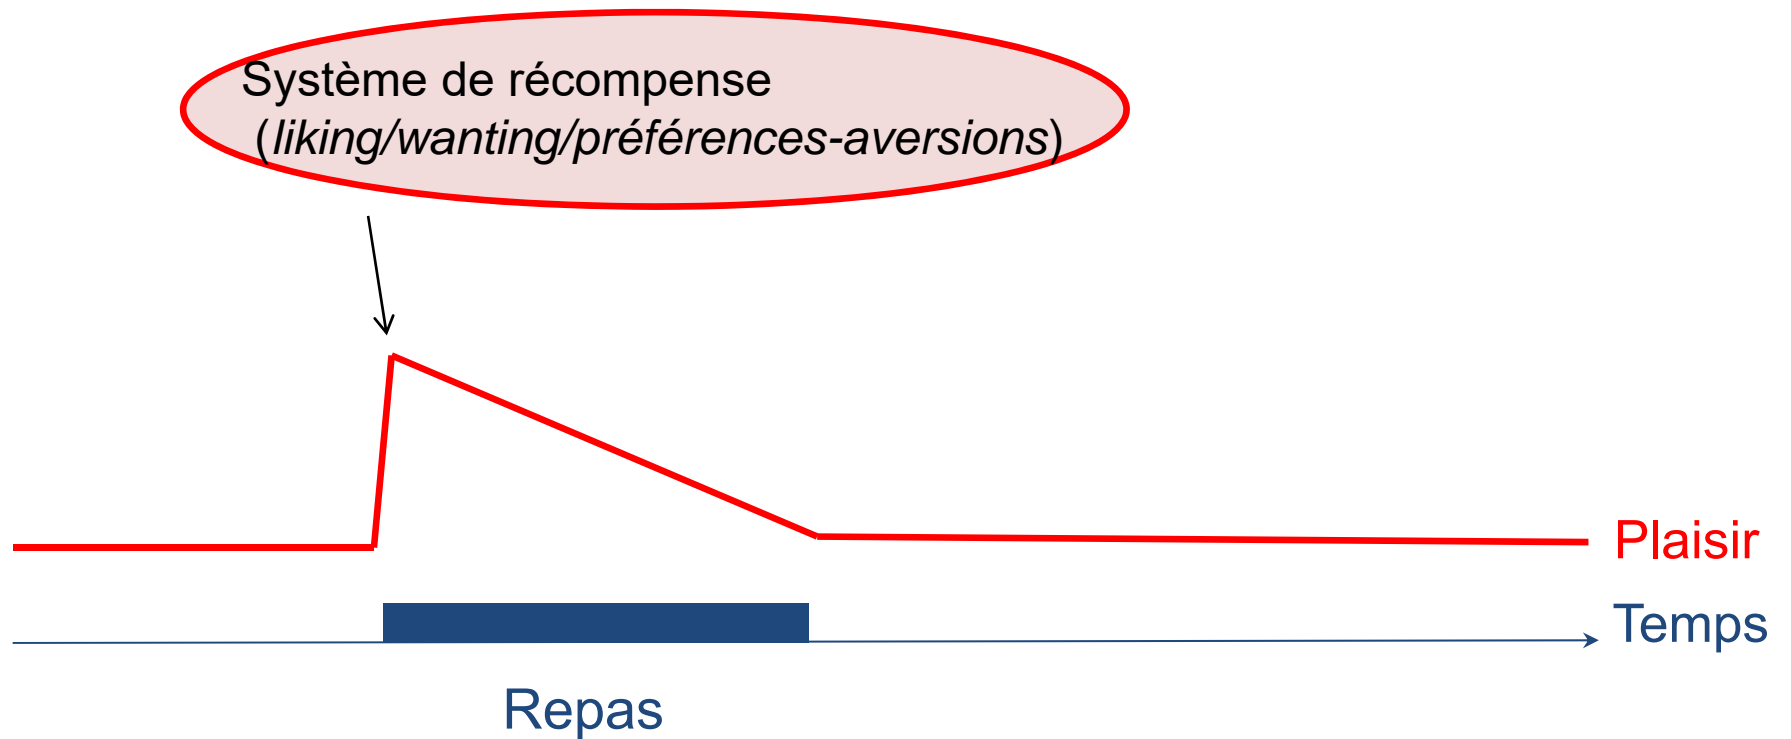 Système de récompense
(liking/wanting/préférences-aversions)
Plaisir
Temps
Repas